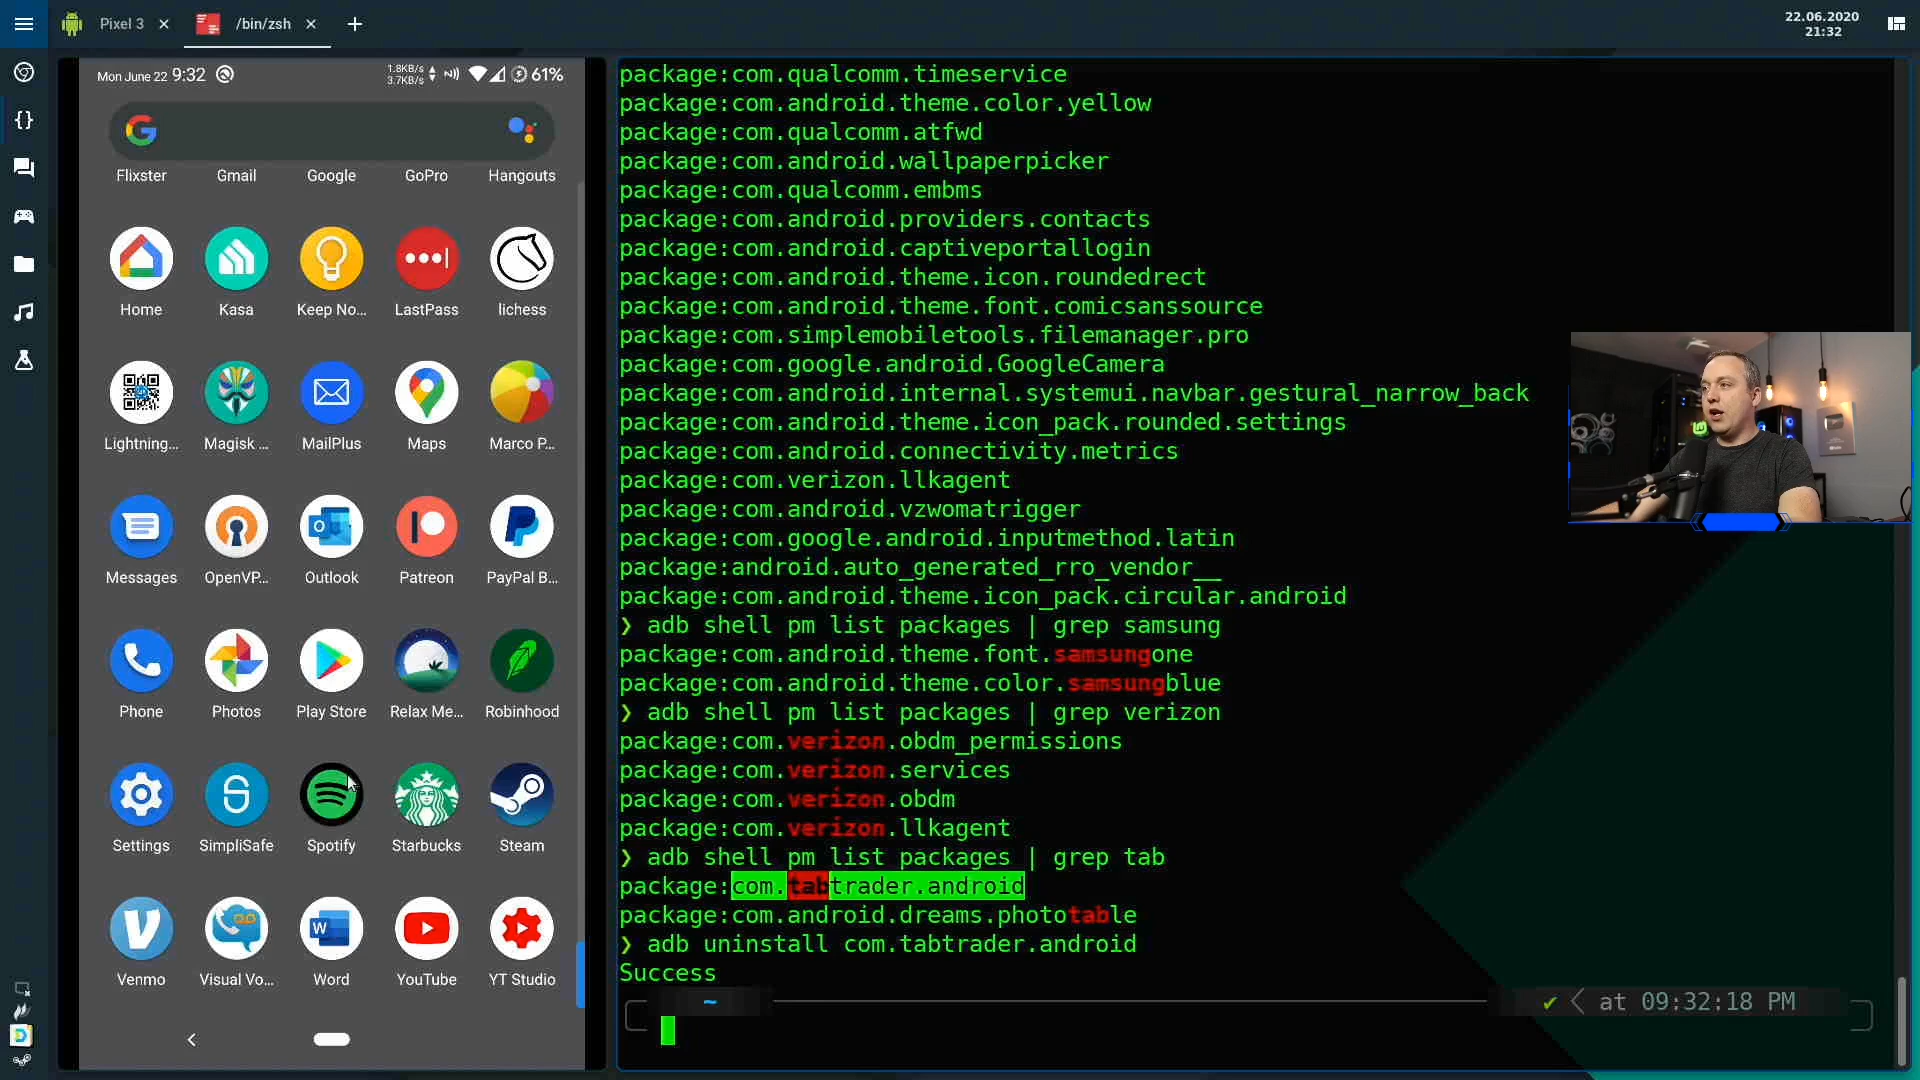 Pixel 3
/bin/zsh
22.06.2020
21:32
Mon June 22 9:32
1.8KB/s
3.7KB/s
61%
Flixster
Gmail
Google
GoPro
Hangouts
Home
Kasa
Keep No...
LastPass
lichess
Lightning...
Magisk ...
MailPlus
Maps
Marco P...
Messages
OpenVP...
Outlook
Patreon
PayPal B...
Phone
Photos
Play Store
Relax Me...
Robinhood
Settings
SimpliSafe
Spotify
Starbucks
Steam
Venmo
Visual Vo...
Word
YouTube
YT Studio
package:com.qualcomm.timeservice
package:com.android.theme.color.yellow
package:com.qualcomm.atfwd
package:com.android.wallpaperpicker
package:com.qualcomm.embms
package:com.android.providers.contacts
package:com.android.captiveportallogin
package:com.android.theme.icon.roundedrect
package:com.android.theme.font.comicsanssource
package:com.simplemobiletools.filemanager.pro
package:com.google.android.GoogleCamera
package:com.android.internal.systemui.navbar.gestural_narrow_back
package:com.android.theme.icon_pack.rounded.settings
package:com.android.connectivity.metrics
package:com.verizon.llkagent
package:com.android.vzwomatrigger
package:com.google.android.inputmethod.latin
package:android.auto_generated_rro_vendor__
package:com.android.theme.icon_pack.circular.android
❯ adb shell pm list packages | grep samsung
package:com.android.theme.font.samsungone
package:com.android.theme.color.samsungblue
❯ adb shell pm list packages | grep verizon
package:com.verizon.obdm_permissions
package:com.verizon.services
package:com.verizon.obdm
package:com.verizon.llkagent
❯ adb shell pm list packages | grep tab
package:com.tabtrader.android
package:com.android.dreams.phototable
❯ adb uninstall com.tabtrader.android
Success
~
✔ at 09:32:18 PM